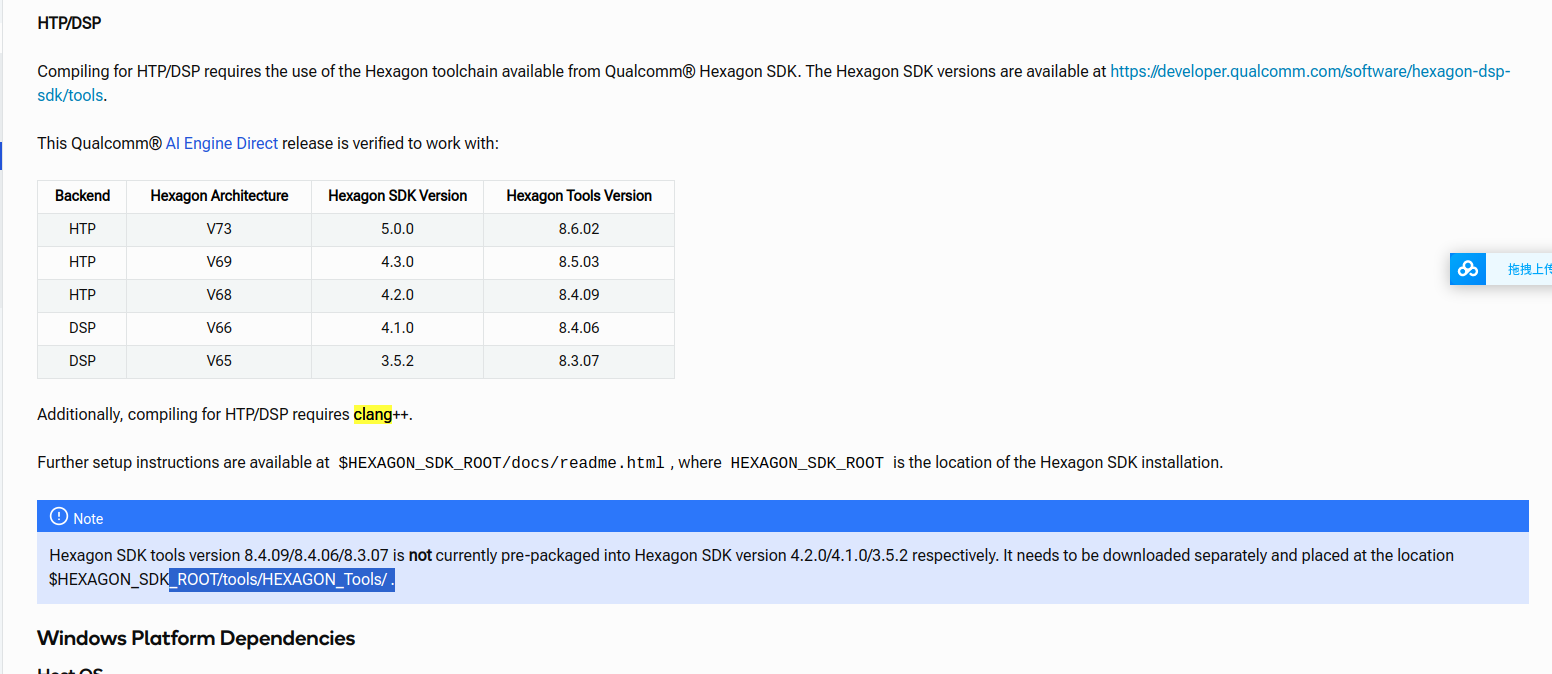 HTP/DSP
Compiling for HTP/DSP requires the use of the Hexagon toolchain available from Qualcomm® Hexagon SDK. The Hexagon SDK versions are available at https://developer.qualcomm.com/software/hexagon-dsp-
sdk/tools.
This Qualcomm® AI Engine Direct release is verified to work with:
Backend Hexagon Architecture Hexagon SDK Version Hexagon Tools Version
HTP V73 5.0.0 8.6.02
HTP V69 4.3.0 8.5.03
HTP V68 4.2.0 8.4.09
DSP V66 4.1.0 8.4.06
DSP V65 3.5.2 8.3.07
拖拽上传
Additionally, compiling for HTP/DSP requires clang++.
Further setup instructions are available at $HEXAGON_SDK_ROOT/docs/readme.html , where HEXAGON_SDK_ROOT is the location of the Hexagon SDK installation.
Note
Hexagon SDK tools version 8.4.09/8.4.06/8.3.07 is not currently pre-packaged into Hexagon SDK version 4.2.0/4.1.0/3.5.2 respectively. It needs to be downloaded separately and placed at the location
$HEXAGON_SDK_ROOT/tools/HEXAGON_Tools/ .
Windows Platform Dependencies
Host OS